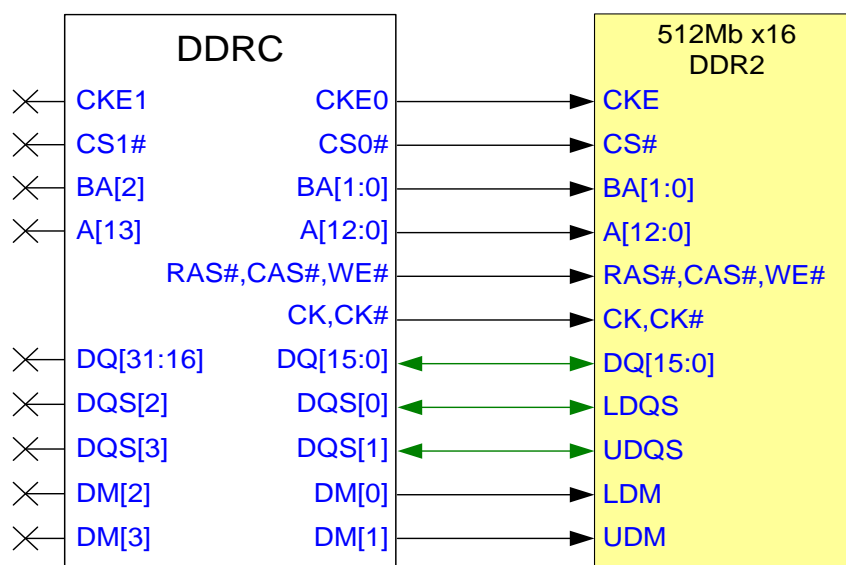 DDRC
512Mb x16
DDR2
CKE1 CKE0 CKE
CS1# CS0# CS#
BA[2] BA[1:0] BA[1:0]
A[13] A[12:0] A[12:0]
RAS#,CAS#,WE# RAS#,CAS#,WE#
CK,CK# CK,CK#
DQ[31:16] DQ[15:0] DQ[15:0]
DQS[2] DQS[0] LDQS
DQS[3] DQS[1] UDQS
DM[2] DM[0] LDM
DM[3] DM[1] UDM